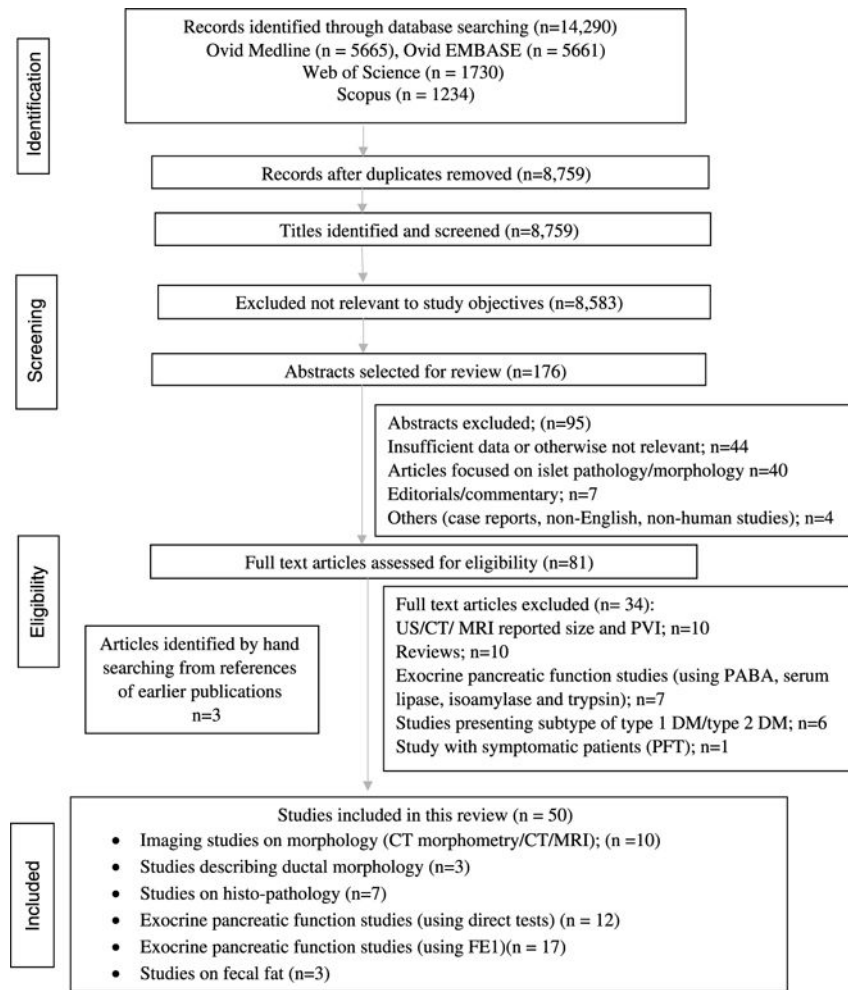 Identification
Records identified through database searching (n=14,290)
Ovid Medline (n = 5665), Ovid EMBASE (n = 5661)
Web of Science (n = 1730)
Scopus (n = 1234)
Records after duplicates removed (n=8,759)
Titles identified and screened (n=8,759)
Screening
Excluded not relevant to study objectives (n=8,583)
Abstracts selected for review (n=176)
Abstracts excluded; (n=95)
Insufficient data or otherwise not relevant; n=44
Articles focused on islet pathology/morphology n=40
Editorials/commentary; n=7
Others (case reports, non-English, non-human studies); n=4
Eligibility
Full text articles assessed for eligibility (n=81)
Articles identified by hand
searching from references
of earlier publications
n=3
Full text articles excluded (n= 34):
US/CT/ MRI reported size and PVI; n=10
Reviews; n=10
Exocrine pancreatic function studies (using PABA, serum
lipase, isoamylase and trypsin); n=7
Studies presenting subtype of type 1 DM/type 2 DM; n=6
Study with symptomatic patients (PFT); n=1
Included
Studies included in this review (n = 50)
• Imaging studies on morphology (CT morphometry/CT/MRI); (n =10)
• Studies describing ductal morphology (n=3)
• Studies on histo-pathology (n=7)
• Exocrine pancreatic function studies (using direct tests) (n = 12)
• Exocrine pancreatic function studies (using FE1)(n = 17)
• Studies on fecal fat(n=3)